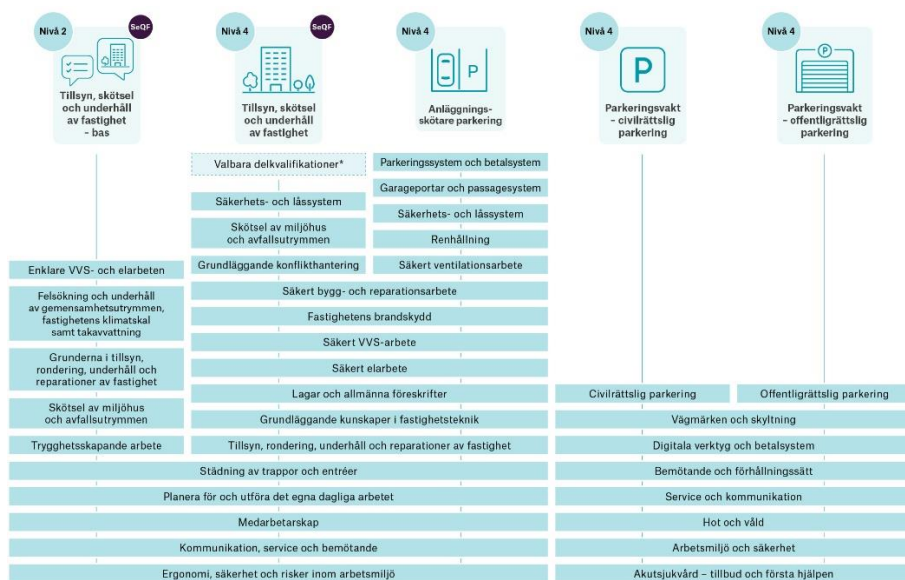 Nivå 2
SeQF
Tillsyn, skötsel
och underhåll
av fastighet
– bas
Nivå 4
SeQF
Tillsyn, skötsel
och underhåll
av fastighet
Nivå 4
P
Anläggnings-
skötare parkering
Nivå 4
P
Parkeringsvakt
– civilrättslig
parkering
Nivå 4
P
Parkeringsvakt
– offentligrättslig
parkering
Valbara delkvalifikationer*
Parkeringssystem och betalsystem
Garageportar och passagesystem
Säkerhets- och låssystem
Säkerhets- och låssystem
Skötsel av miljöhus
och avfallsutrymmen
Renhållning
Enklare VVS- och elarbeten
Grundläggande konflikthantering
Säkert ventilationsarbete
Felsökning och underhåll
av gemensamhetsutrymmen,
fastighetens klimatskal
samt takavvattning
Säkert bygg- och reparationsarbete
Fastighetens brandskydd
Säkert VVS-arbete
Grunderna i tillsyn,
rondering, underhåll och
reparationer av fastighet
Säkert elarbete
Lagar och allmänna föreskrifter
Civilrättslig parkering
Offentligrättslig parkering
Skötsel av miljöhus
och avfallsutrymmen
Grundläggande kunskaper i fastighetsteknik
Vägmärken och skyltning
Trygghetsskapande arbete
Tillsyn, rondering, underhåll och reparationer av fastighet
Digitala verktyg och betalsystem
Städning av trappor och entréer
Bemötande och förhållningssätt
Planera för och utföra det egna dagliga arbetet
Service och kommunikation
Medarbetarskap
Hot och våld
Kommunikation, service och bemötande
Arbetsmiljö och säkerhet
Ergonomi, säkerhet och risker inom arbetsmiljö
Akutsjukvård – tillbud och första hjälpen